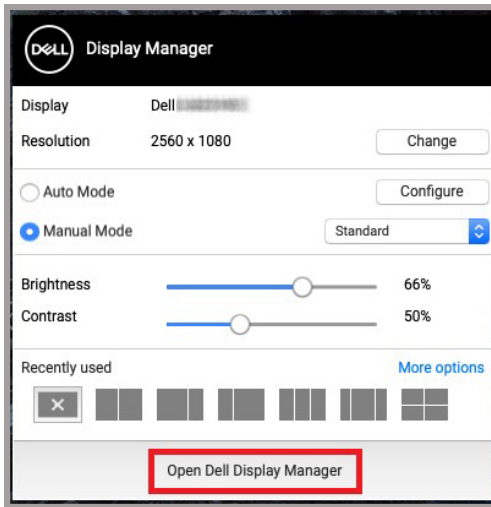 DELL Display Manager
Display Dell
Resolution 2560 x 1080 Change
Auto Mode Configure
Manual Mode Standard
Brightness 66%
Contrast 50%
Recently used More options
Open Dell Display Manager